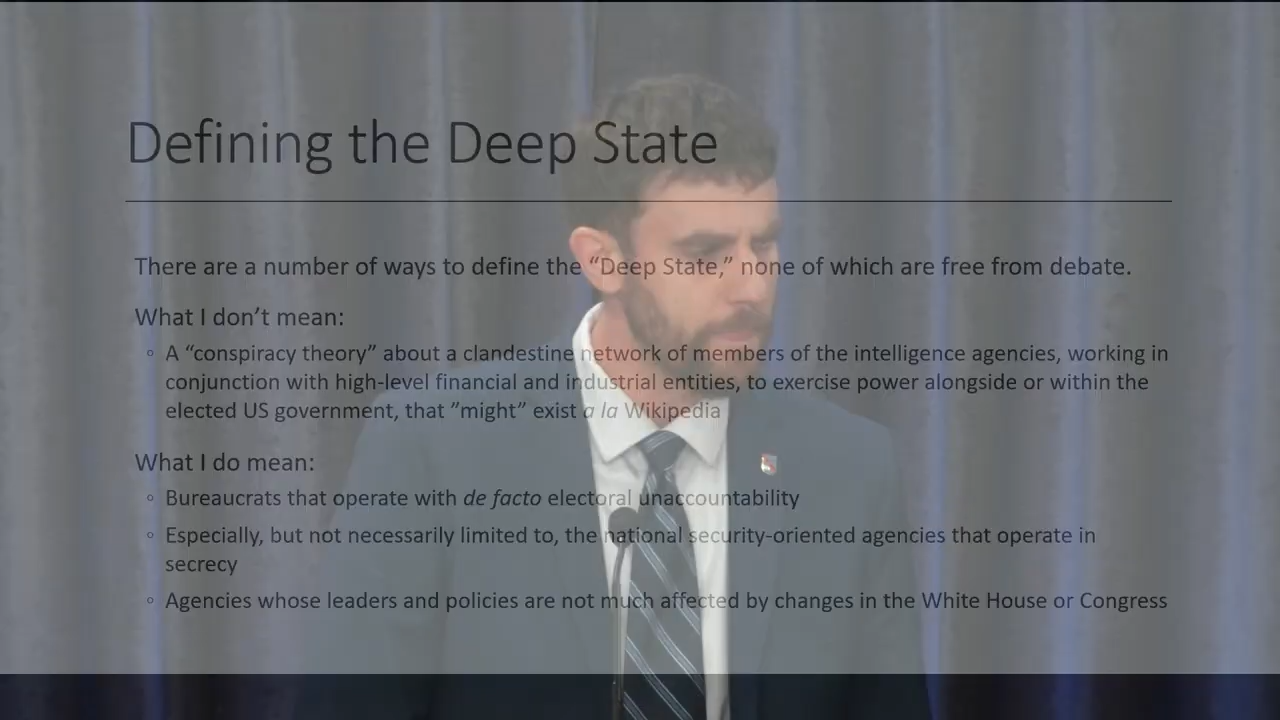 Defining the Deep State
There are a number of ways to define the “Deep State,” none of which are free from debate.
What I don’t mean:
◦ A “conspiracy theory” about a clandestine network of members of the intelligence agencies, working in
conjunction with high-level financial and industrial entities, to exercise power alongside or within the
elected US government, that ”might” exist a la Wikipedia
What I do mean:
◦ Bureaucrats that operate with de facto electoral unaccountability
◦ Especially, but not necessarily limited to, the national security-oriented agencies that operate in
secrecy
◦ Agencies whose leaders and policies are not much affected by changes in the White House or Congress